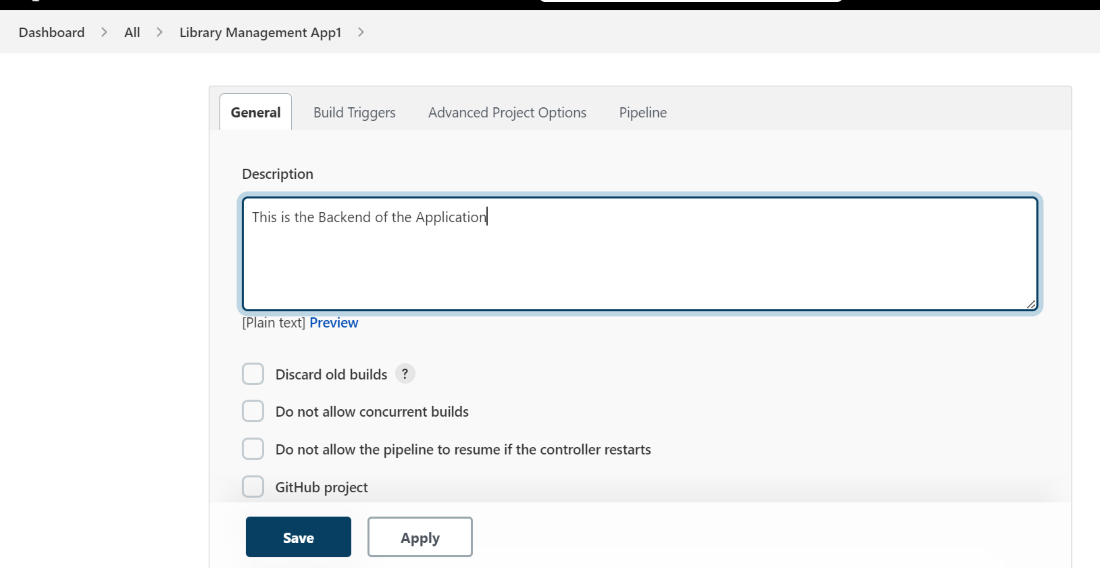 Dashboard > All > Library Management App1 >
General Build Triggers Advanced Project Options Pipeline
Description
This is the Backend of the Application
[Plain text] Preview
Discard old builds ?
Do not allow concurrent builds
Do not allow the pipeline to resume if the controller restarts
GitHub project
Save Apply